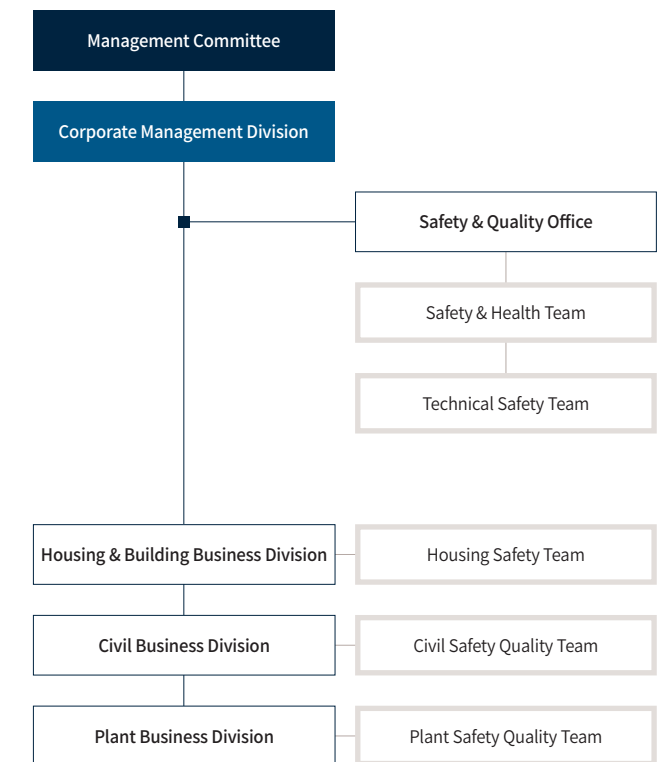 Management Committee
Corporate Management Division
Safety & Quality Office
Safety & Health Team
Technical Safety Team
Housing & Building Business Division
Housing Safety Team
Civil Business Division
Civil Safety Quality Team
Plant Business Division
Plant Safety Quality Team